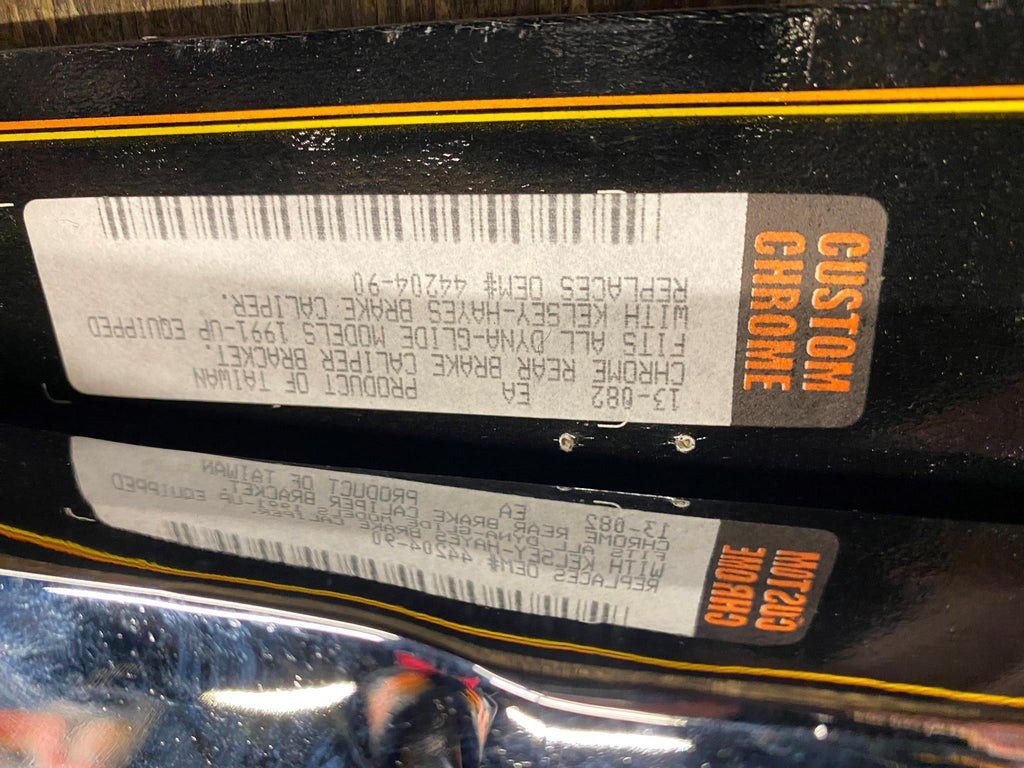 CUSTOM
CHROME
13-082 EA PRODUCT OF TAIWAN
CHROME REAR BRAKE CALIPER BRACKET.
FITS ALL DYNA-GLIDE MODELS 1991-UP EQUIPPED
WITH KELSEY-HAYES BRAKE CALIPER.
REPLACES OEM# 44204-90